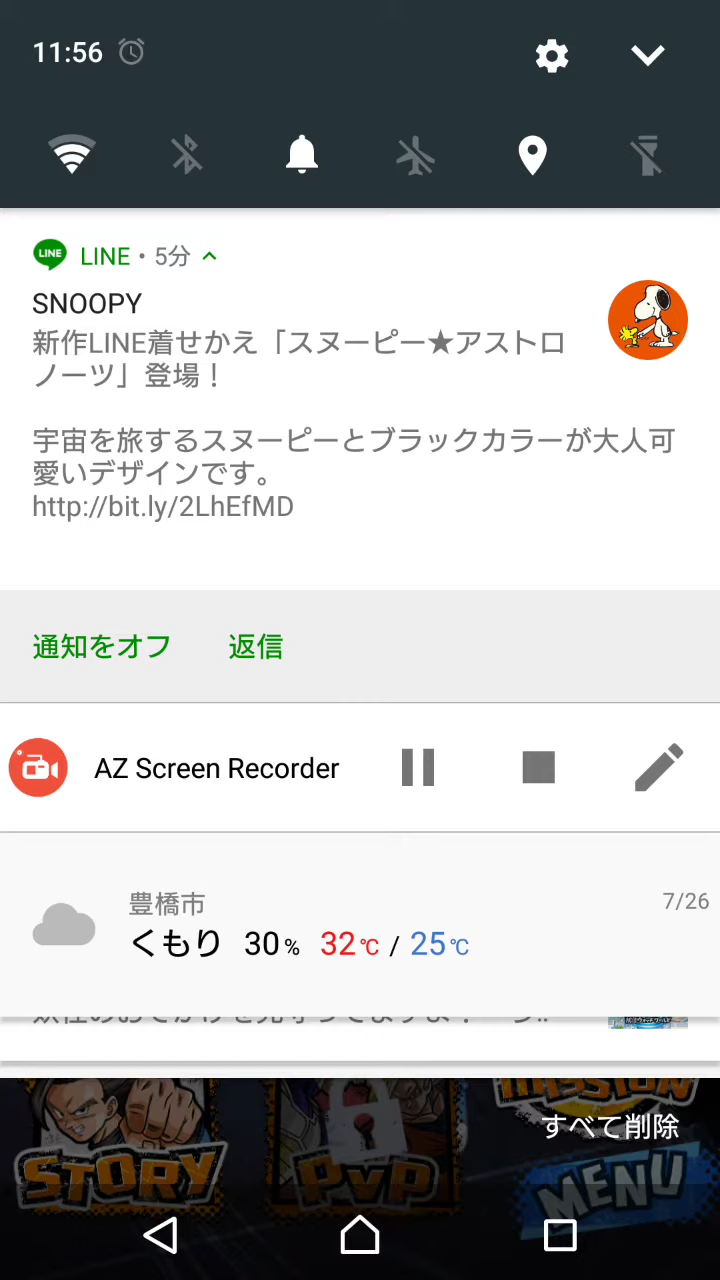 11:56
LINE LINE・5分
SNOOPY
新作LINE着せかえ「スヌーピー★アストロ
ノーツ」登場！
宇宙を旅するスヌーピーとブラックカラーが大人可
愛いデザインです。
http://bit.ly/2LhEfMD
通知をオフ 返信
AZ Screen Recorder
豊橋市 7/26
くもり 30% 32℃ / 25℃
MISSION
すべて削除
STORY PvP MENU